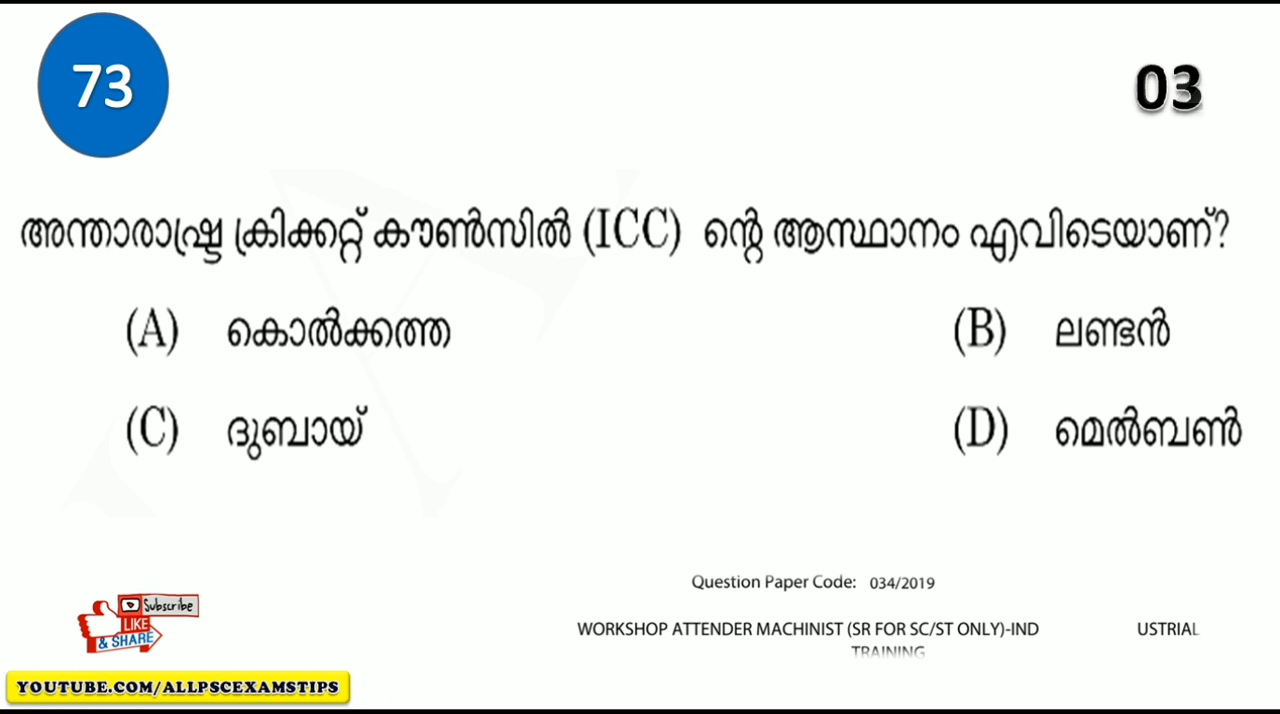 73
03
അന്താരാഷ്ട്ര ക്രിക്കറ്റ് കൗൺസിൽ (ICC) ന്റെ ആസ്ഥാനം എവിടെയാണ്?
(A) കൊൽക്കത്ത (B) ലണ്ടൻ
(C) ദുബായ് (D) മെൽബൺ
Question Paper Code: 034/2019
WORKSHOP ATTENDER MACHINIST (SR FOR SC/ST ONLY)-IND USTRIAL
TRAINING
Subscribe
LIKE
& SHARE
YOUTUBE.COM/ALLPSCEXAMSTIPS